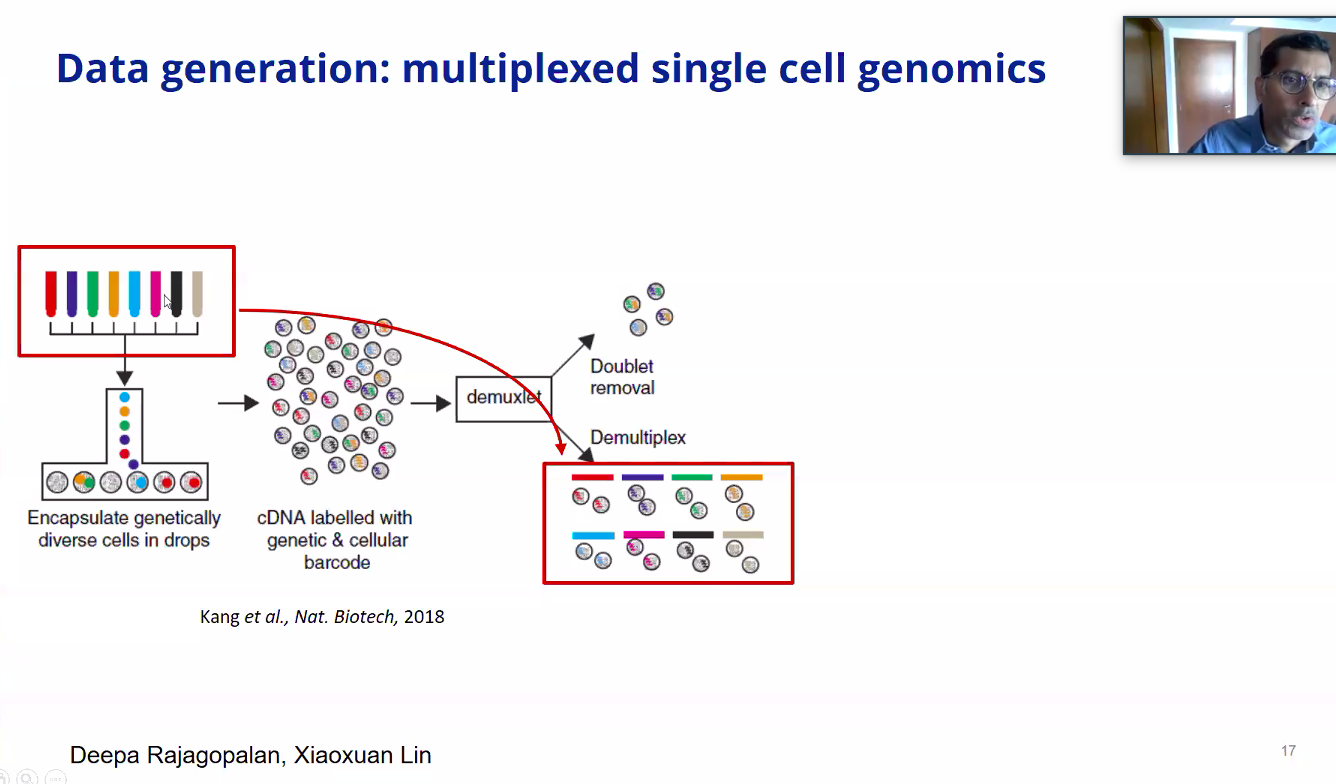 Data generation: multiplexed single cell genomics
demuxlet
Doublet
removal
Demultiplex
Encapsulate genetically
diverse cells in drops
cDNA labelled with
genetic & cellular
barcode
Kang et al., Nat. Biotech, 2018
Deepa Rajagopalan, Xiaoxuan Lin
17